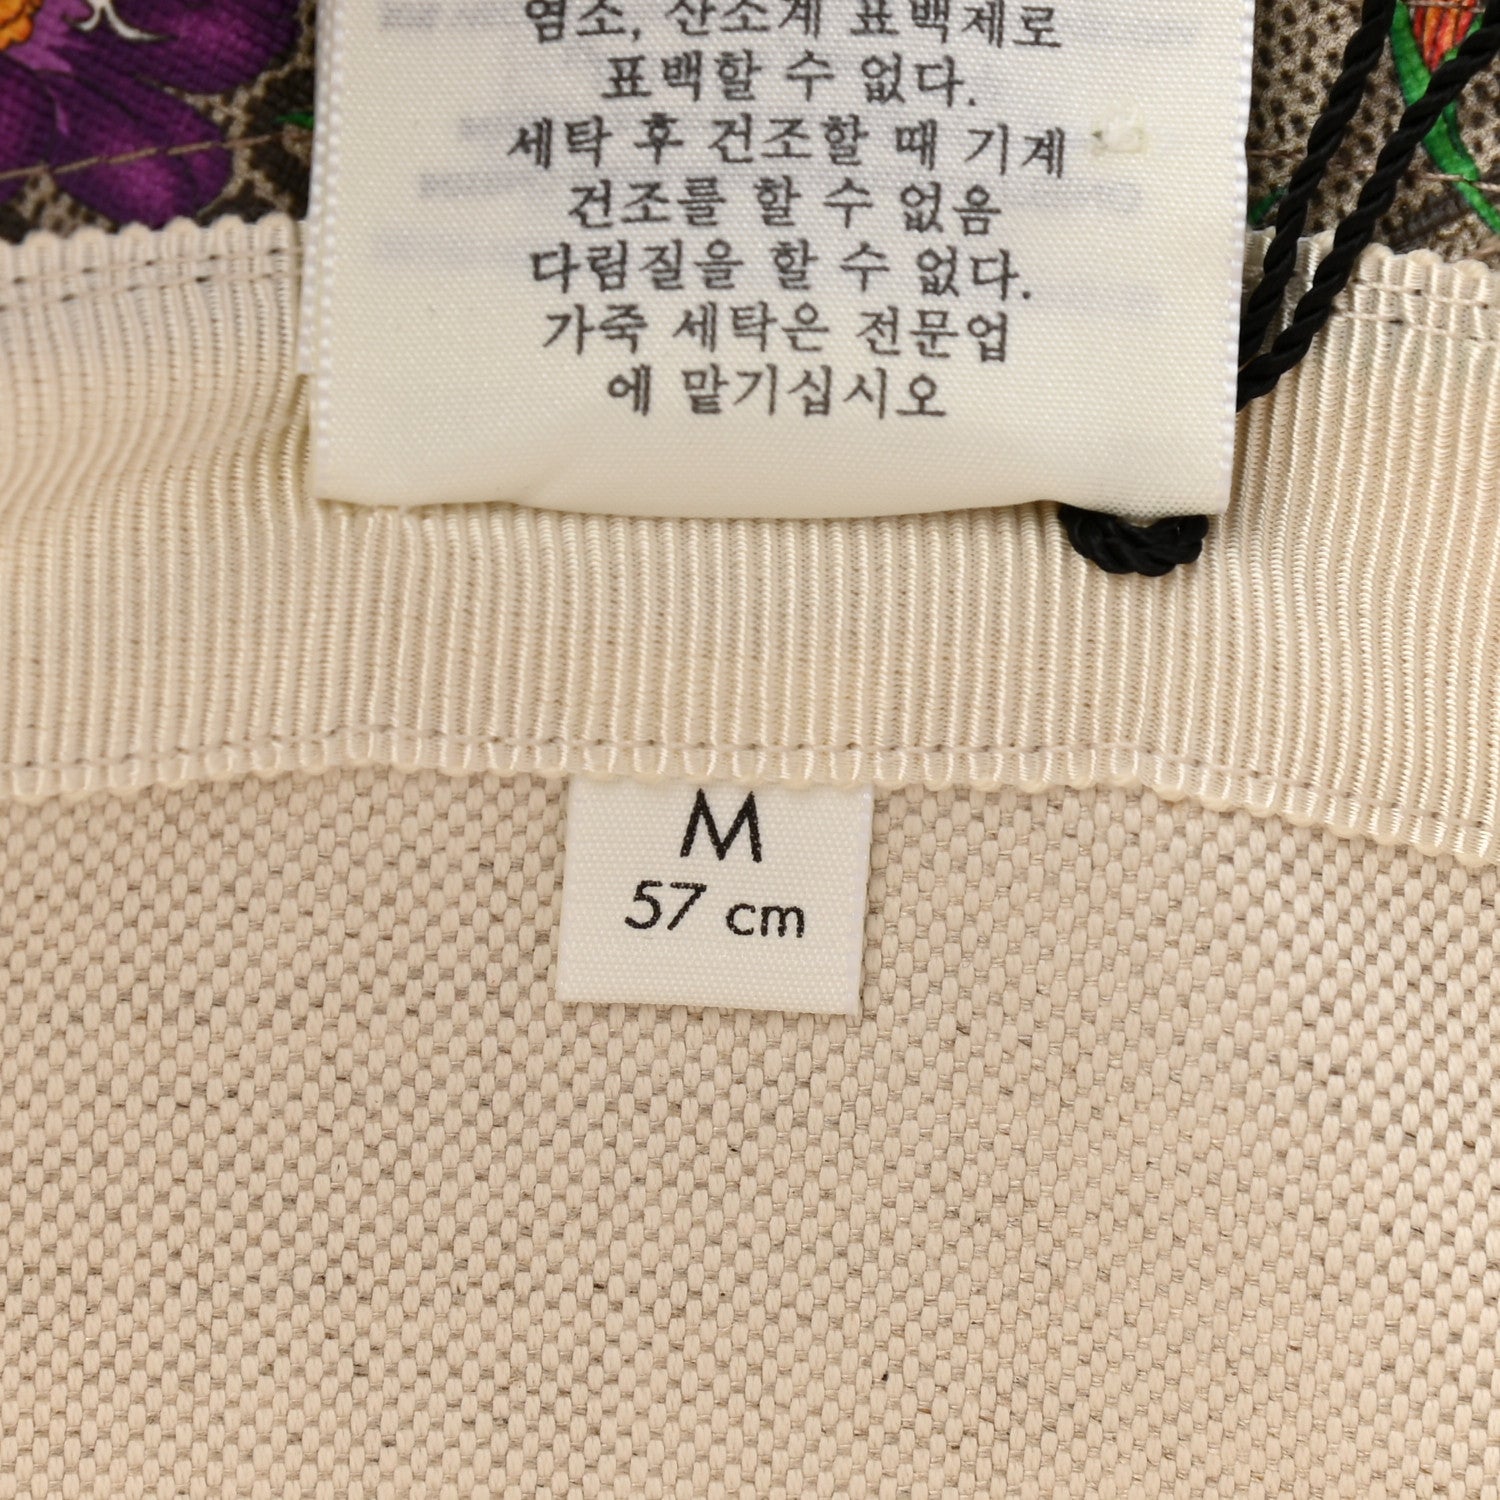 염소, 산소계 표백제로
표백할 수 없다.
세탁 후 건조할 때 기계
건조를 할 수 없음
다림질을 할 수 없다.
가죽 세탁은 전문업
에 맡기십시오
M
57 cm